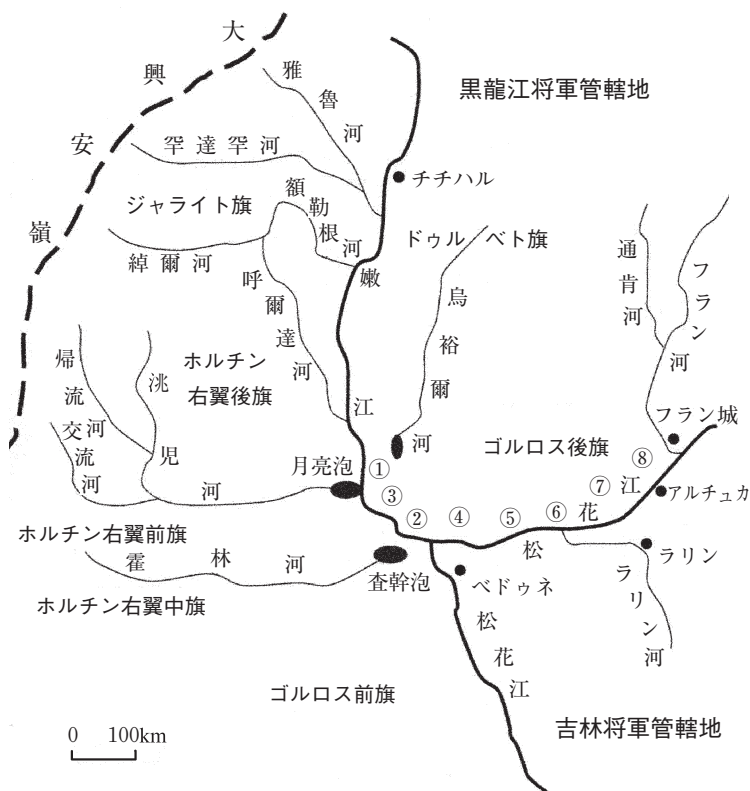 大興安嶺
雅魯河
黒龍江将軍管轄地
罕達罕河
チチハル
ジャライト旗
額勒根河
ドゥルベト旗
綽爾河
嫩江
呼爾達河
烏裕爾河
通肯河
フラン河
帰流河
洮児河
交流河
ホルチン
右翼後旗
フラン城
ゴルロス後旗
月亮泡
①
③
②
④
⑤
⑥
⑦
⑧
松花江
アルチュカ
ホルチン右翼前旗
霍林河
査幹泡
ラリン
ラリン河
ベドゥネ
ホルチン右翼中旗
松花江
ゴルロス前旗
吉林将軍管轄地
0 100km